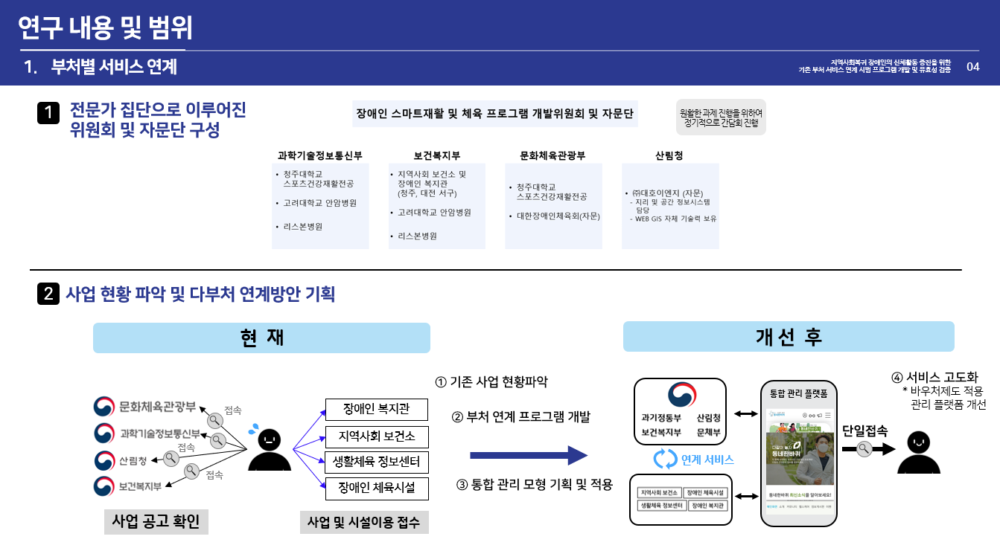 연구 내용 및 범위
1. 부처별 서비스 연계
지역사회복귀 장애인의 신체활동 증진을 위한
기존 부처 서비스 연계 시범 프로그램 개발 및 유효성 검증
04
1 전문가 집단으로 이루어진
위원회 및 자문단 구성
장애인 스마트재활 및 체육 프로그램 개발위원회 및 자문단
원활한 과제 진행을 위하여
정기적으로 간담회 진행
과학기술정보통신부
• 청주대학교
스포츠건강재활전공
• 고려대학교 안암병원
• 리스본병원
보건복지부
• 지역사회 보건소 및
장애인 복지관
(청주, 대전 서구)
• 고려대학교 안암병원
• 리스본병원
문화체육관광부
• 청주대학교
스포츠건강재활전공
• 대한장애인체육회(자문)
산림청
• ㈜대호이엔지 (자문)
- 지리 및 공간 정보시스템
담당
- WEB GIS 자체 기술력 보유
2 사업 현황 파악 및 다부처 연계방안 기획
현 재
문화체육관광부
과학기술정보통신부
산림청
보건복지부
접속
접속
접속
장애인 복지관
지역사회 보건소
생활체육 정보센터
장애인 체육시설
사업 공고 확인
사업 및 시설이용 접수
① 기존 사업 현황파악
② 부처 연계 프로그램 개발
③ 통합 관리 모형 기획 및 적용
개 선 후
과기정통부 산림청
보건복지부 문체부
연계 서비스
지역사회 보건소 장애인 체육시설
생활체육 정보센터 장애인 복지관
통합 관리 플랫폼
동네한바퀴
동네한바퀴 최신소식을 알아보세요!
단일접속
④ 서비스 고도화
* 바우처제도 적용
관리 플랫폼 개선